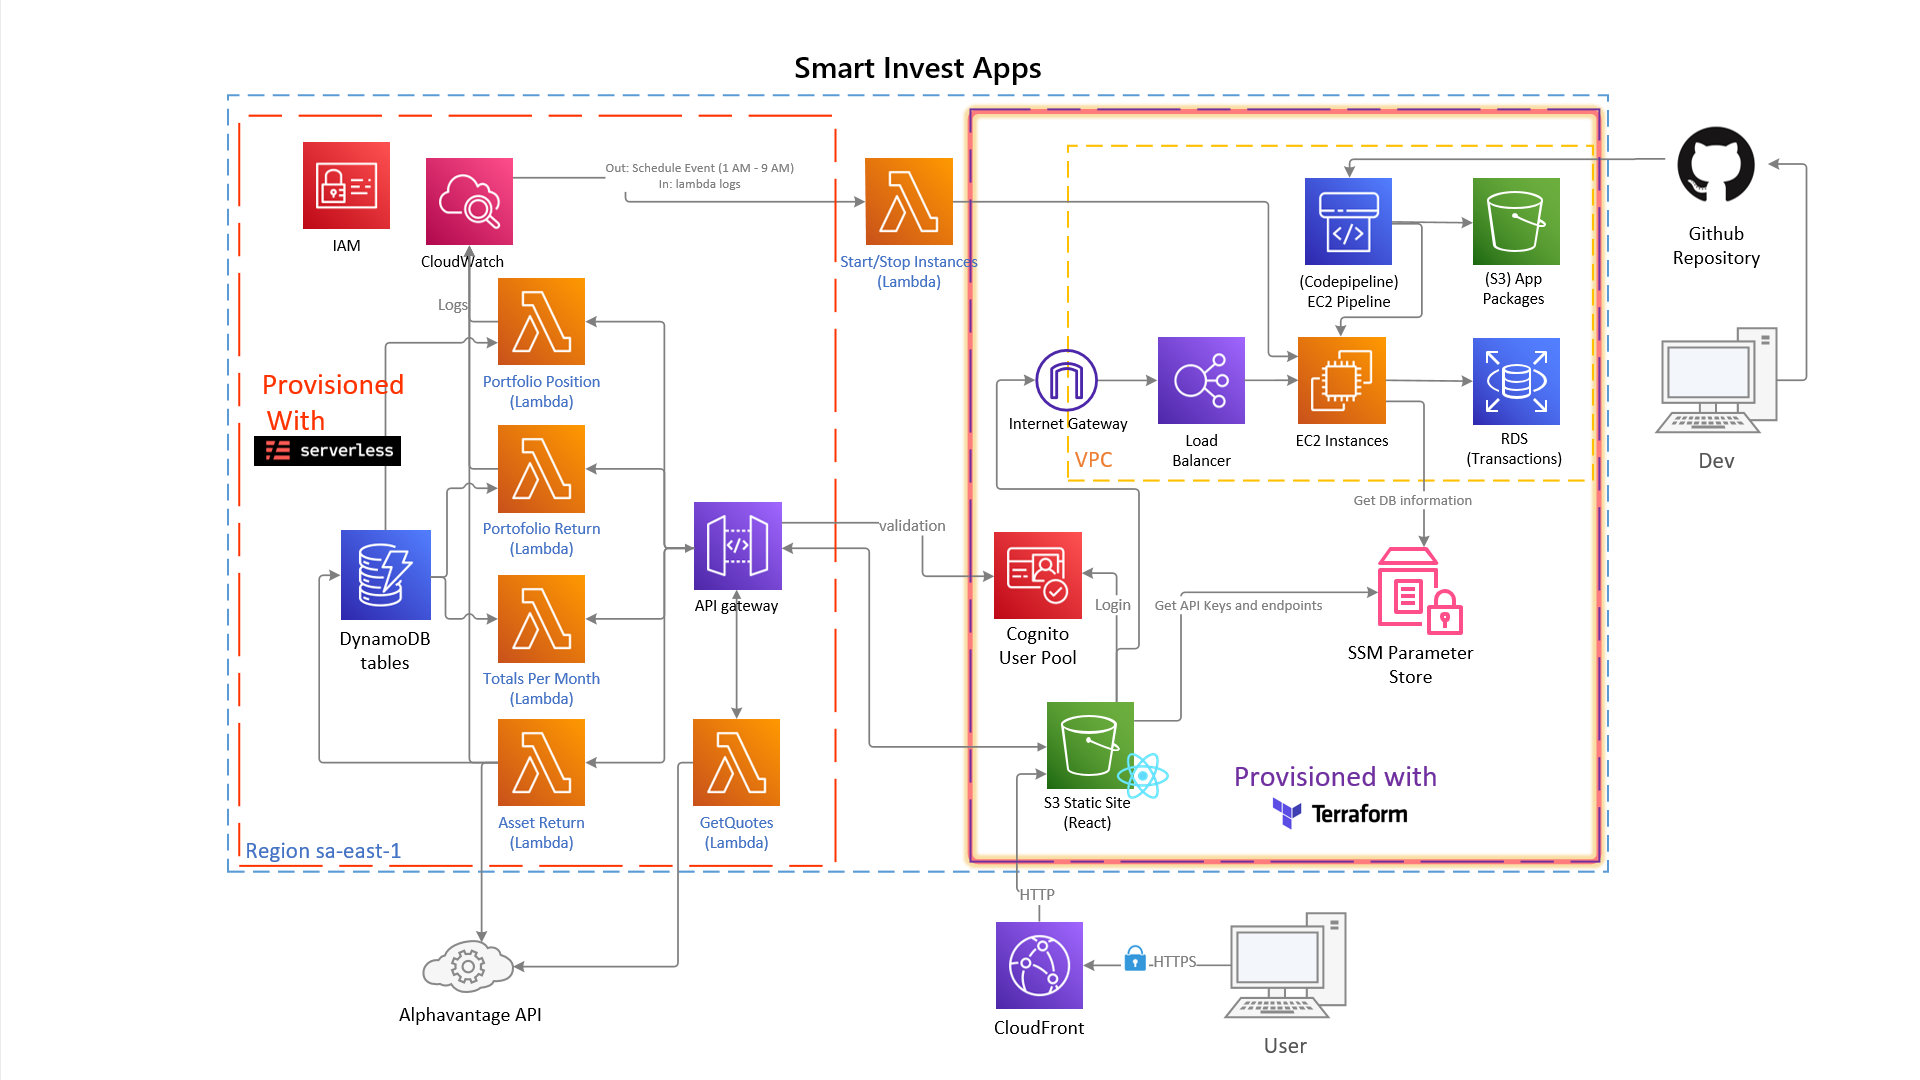 Smart Invest Apps
IAM
CloudWatch
Out: Schedule Event (1 AM - 9 AM)
In: lambda logs
Start/Stop Instances
(Lambda)
Logs
Portfolio Position
(Lambda)
Provisioned
With
serverless
Portofolio Return
(Lambda)
DynamoDB
tables
Totals Per Month
(Lambda)
API gateway
Asset Return
(Lambda)
GetQuotes
(Lambda)
Region sa-east-1
Alphavantage API
validation
(Codepipeline)
EC2 Pipeline
(S3) App
Packages
Internet Gateway
VPC
Load
Balancer
EC2 Instances
RDS
(Transactions)
Get DB information
Cognito
User Pool
Login
Get API Keys and endpoints
SSM Parameter
Store
S3 Static Site
(React)
Provisioned with
Terraform
Github
Repository
Dev
HTTP
CloudFront
HTTPS
User